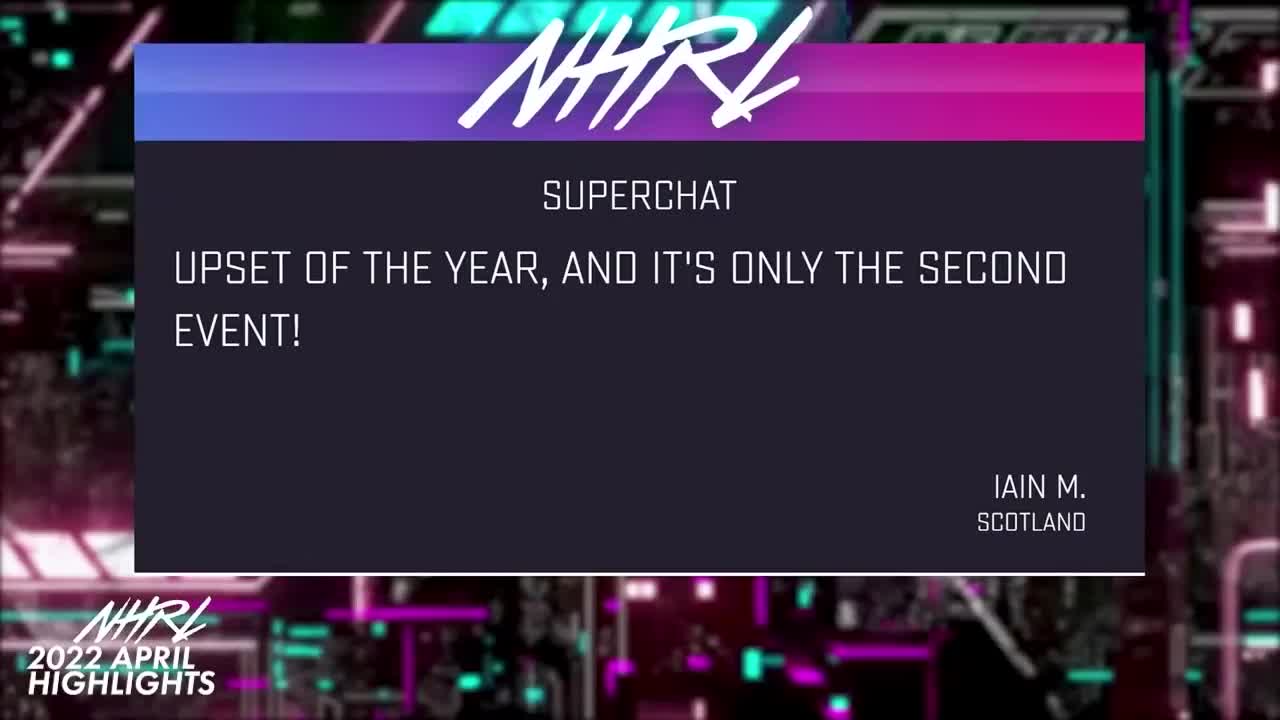 NHRL
SUPERCHAT
UPSET OF THE YEAR, AND IT'S ONLY THE SECOND
EVENT!
IAIN M.
SCOTLAND
NHRL
2022 APRIL
HIGHLIGHTS